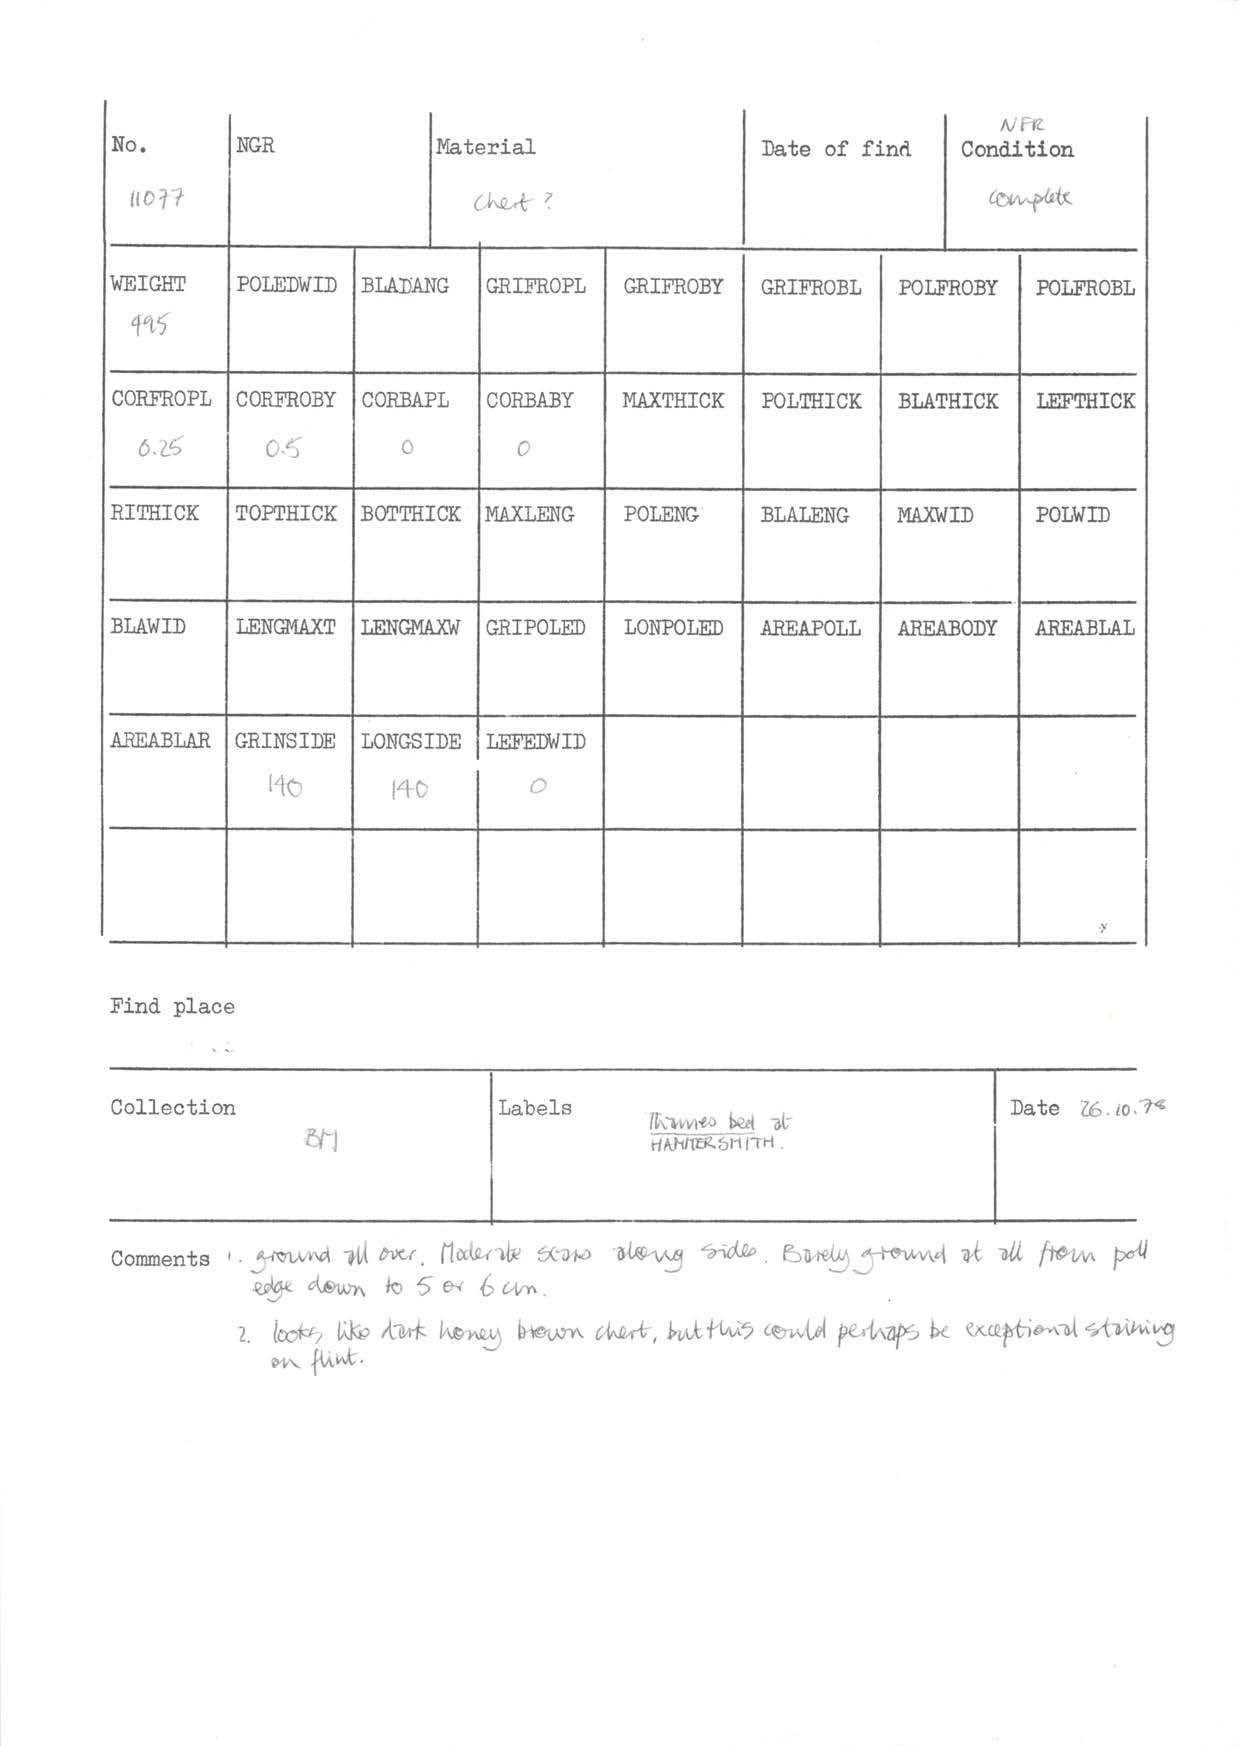 NFR
No. NGR Material Date of find Condition
11077 Chert ? complete
WEIGHT POLEDWID BLADANG GRIFROPL GRIFROBY GRIFROBL POLFROBY POLFROBL
495
CORFROPL CORFROBY CORBAPL CORBABY MAXTHICK POLTHICK BLATHICK LEFTHICK
0.25 0.5 0 0
RITHICK TOPTHICK BOTTHICK MAXLENG POLENG BLALENG MAXWID POLWID
BLAWID LENGMAXT LENGMAXW GRIPOLED LONPOLED AREAPOLL AREABODY AREABLAL
AREABLAR GRINSIDE LONGSIDE LEFEDWID
140 140 0
Find place
Collection Labels Date 26.10.78
BM Thames bed at
HAMMERSMITH.
Comments 1. ground all over. Moderate scars along sides. Barely ground at all from poll
edge down to 5 or 6 cm.
2. looks like dark honey brown chert, but this could perhaps be exceptional staining
on flint.